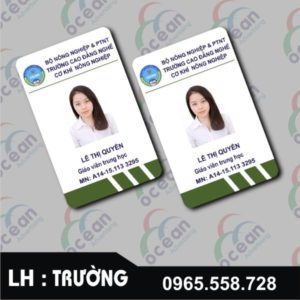 BỘ NÔNG NGHIỆP & PTNT
TRƯỜNG CAO ĐẲNG NGHỀ
CƠ KHÍ NÔNG NGHIỆP
LÊ THỊ QUYÊN
Giáo viên trung học
MN: A14-15.113 3295
BỘ NÔNG NGHIỆP & PTNT
TRƯỜNG CAO ĐẲNG NGHỀ
CƠ KHÍ NÔNG NGHIỆP
LÊ THỊ QUYÊN
Giáo viên trung học
MN: A14-15.113 3295
ocean
LH : TRƯỜNG
0965.558.728